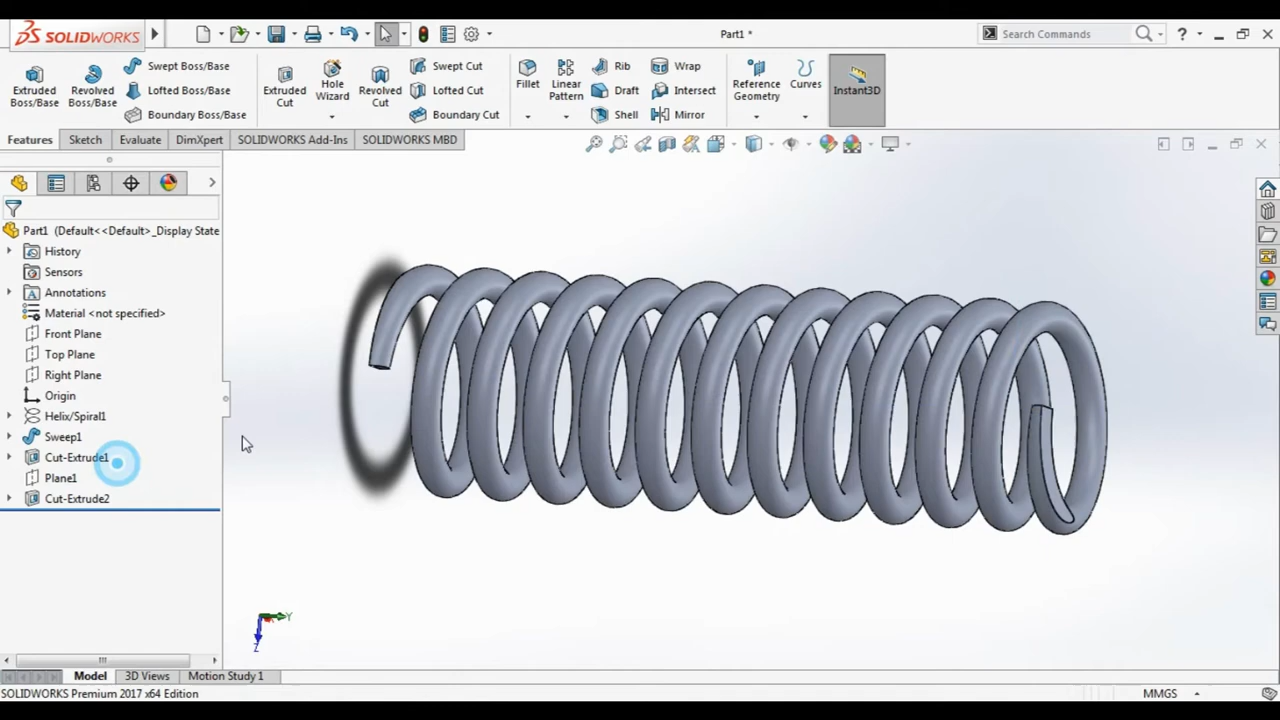 SOLIDWORKS
Part1 *
Search Commands
?
Extruded Boss/Base
Revolved Boss/Base
Swept Boss/Base
Lofted Boss/Base
Boundary Boss/Base
Extruded Cut
Hole Wizard
Revolved Cut
Swept Cut
Lofted Cut
Boundary Cut
Fillet
Linear Pattern
Rib
Draft
Shell
Wrap
Intersect
Mirror
Reference Geometry
Curves
Instant3D
Features Sketch Evaluate DimXpert SOLIDWORKS Add-Ins SOLIDWORKS MBD
Part1 (Default<<Default>_Display State
History
Sensors
Annotations
Material <not specified>
Front Plane
Top Plane
Right Plane
Origin
Helix/Spiral1
Sweep1
Cut-Extrude1
Plane1
Cut-Extrude2
Y
Z
Model 3D Views Motion Study 1
SOLIDWORKS Premium 2017 x64 Edition
MMGS